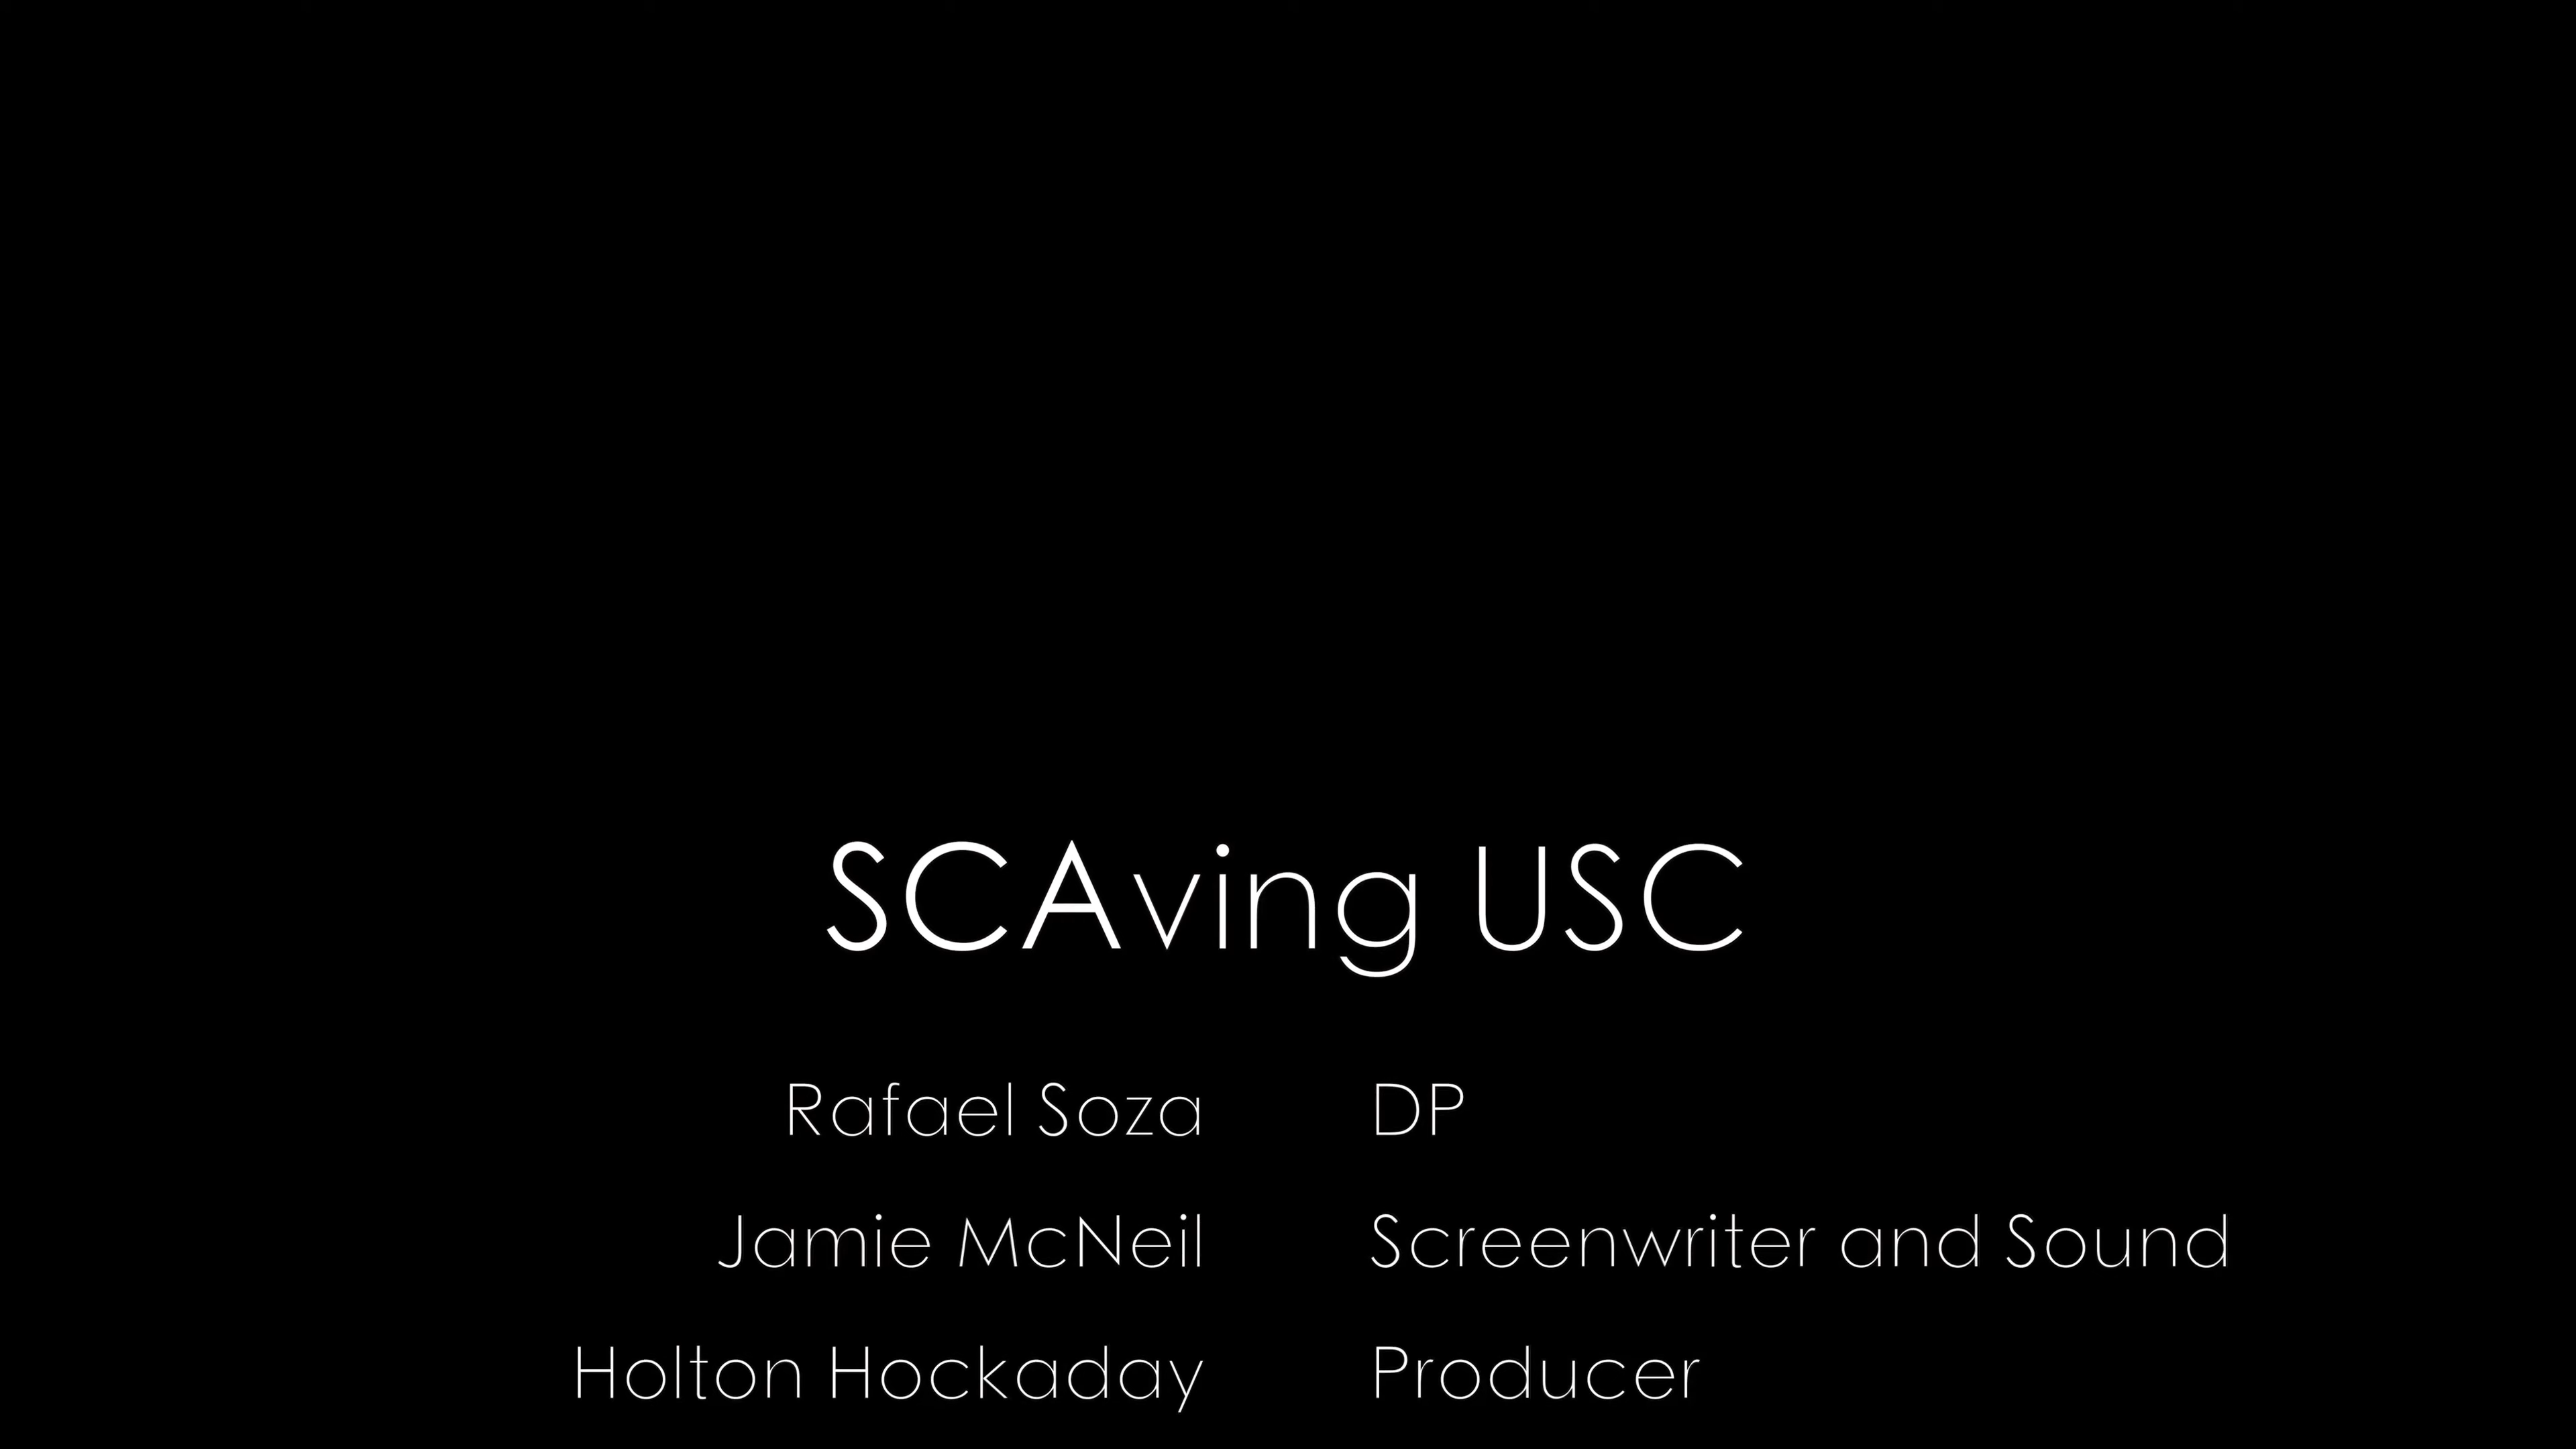 SCAving USC
Rafael Soza DP
Jamie McNeil Screenwriter and Sound
Holton Hockaday Producer